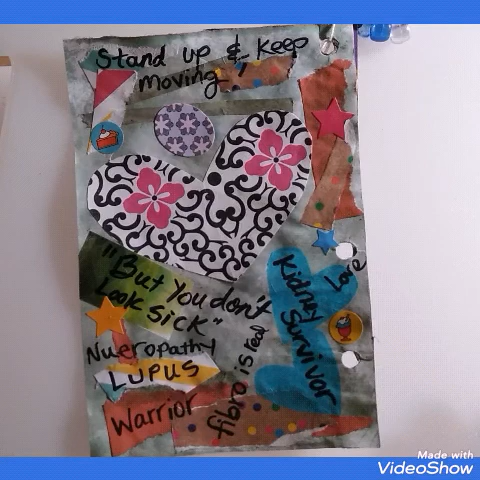 Stand up & Keep
moving!
"But You don't
Look Sick"
Nueropathy
LUPUS
Warrior
fibro is real
Kidney
Survivor
Love
Made with
VideoShow